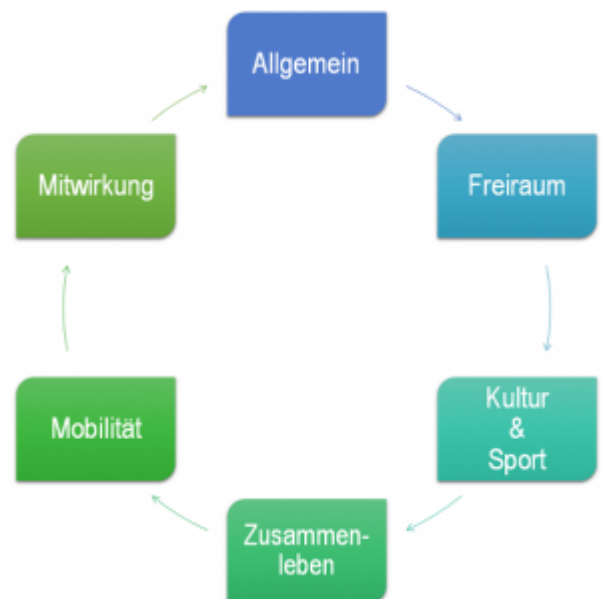 Allgemein
Freiraum
Kultur
&
Sport
Zusammen-
leben
Mobilität
Mitwirkung